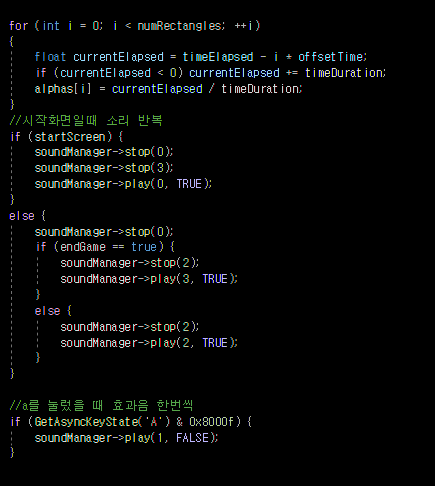 for (int i = 0; i < numRectangles; ++i)
{
float currentElapsed = timeElapsed - i * offsetTime;
if (currentElapsed < 0) currentElapsed += timeDuration;
alphas[i] = currentElapsed / timeDuration;
}
//시작화면일때 소리 반복
if (startScreen) {
soundManager->stop(0);
soundManager->stop(3);
soundManager->play(0, TRUE);
}
else {
soundManager->stop(0);
if (endGame == true) {
soundManager->stop(2);
soundManager->play(3, TRUE);
}
else {
soundManager->stop(2);
soundManager->play(2, TRUE);
}
}
//a를 눌렀을 때 효과음 한번씩
if (GetAsyncKeyState('A') & 0x8000f) {
soundManager->play(1, FALSE);
}